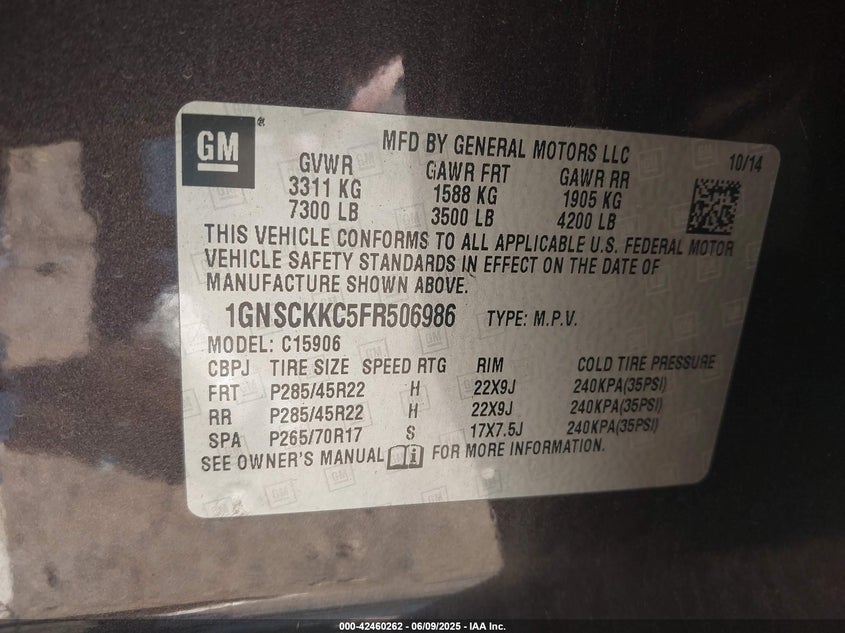 GM®
MFD BY GENERAL MOTORS LLC
10/14
GVWR GAWR FRT GAWR RR
3311 KG 1588 KG 1905 KG
7300 LB 3500 LB 4200 LB
THIS VEHICLE CONFORMS TO ALL APPLICABLE U.S. FEDERAL MOTOR
VEHICLE SAFETY STANDARDS IN EFFECT ON THE DATE OF
MANUFACTURE SHOWN ABOVE.
1GNSCKKC5FR506986 TYPE: M.P.V.
MODEL: C15906
CBPJ TIRE SIZE SPEED RTG RIM COLD TIRE PRESSURE
FRT P285/45R22 H 22X9J 240KPA(35PSI)
RR P285/45R22 H 22X9J 240KPA(35PSI)
SPA P265/70R17 S 17X7.5J 240KPA(35PSI)
SEE OWNER'S MANUAL FOR MORE INFORMATION.
000-42460262 - 06/09/2025 - IAA Inc.